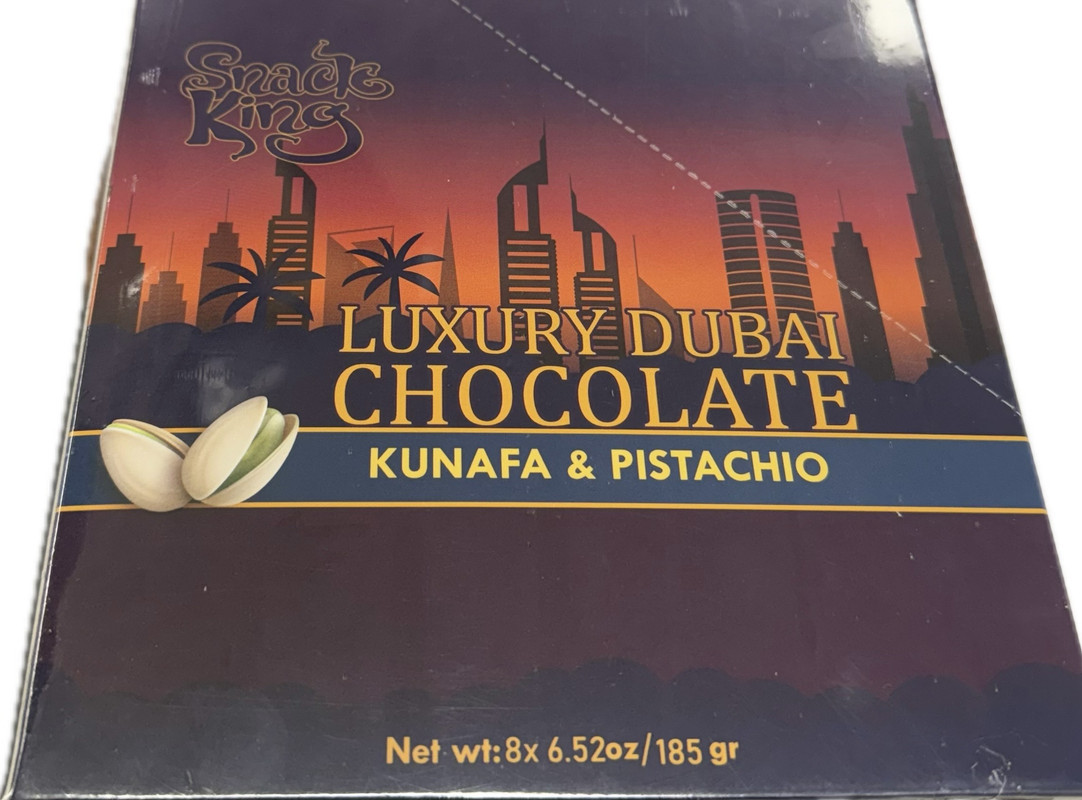 Snack
King
LUXURY DUBAI
CHOCOLATE
KUNAFA & PISTACHIO
Net wt:8x 6.52oz/185 gr